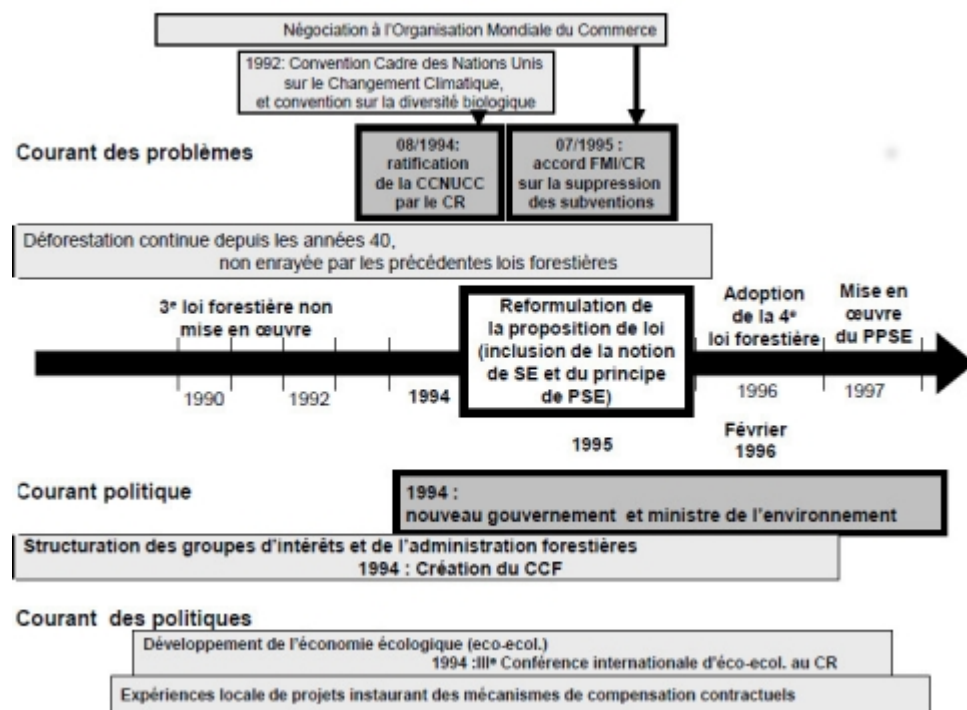 Négociation à l'Organisation Mondiale du Commerce
1992: Convention Cadre des Nations Unis
sur le Changement Climatique,
et convention sur la diversité biologique
Courant des problèmes
08/1994:
ratification
de la CCNUCC
par le CR
07/1995 :
accord FMI/CR
sur la suppression
des subventions
Déforestation continue depuis les années 40,
non enrayée par les précédentes lois forestières
3e loi forestière non
mise en œuvre
Reformulation de
la proposition de loi
(inclusion de la notion
de SE et du principe
de PSE)
Adoption
de la 4e
loi forestière
Mise en
œuvre
du PPSE
1990
1992
1994
1995
1996
1997
Février
1996
Courant politique
1994 :
nouveau gouvernement et ministre de l'environnement
Structuration des groupes d'intérêts et de l'administration forestières
1994 : Création du CCF
Courant des politiques
Développement de l'économie écologique (eco-ecol.)
1994 :IIIe Conférence internationale d'éco-ecol. au CR
Expériences locale de projets instaurant des mécanismes de compensation contractuels